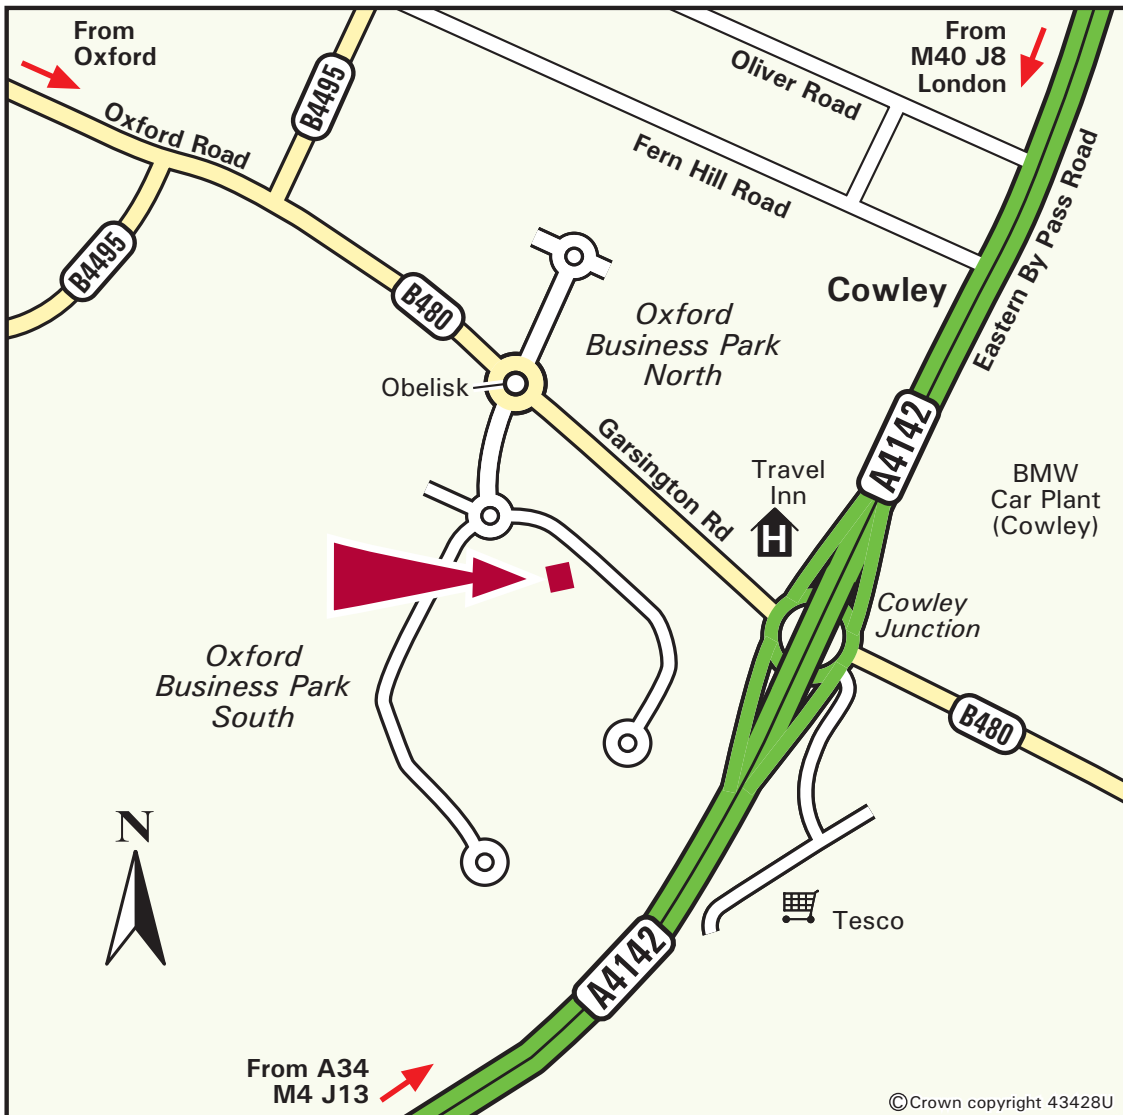 From
Oxford
From
M40 J8
London
B4495
Oliver Road
Oxford Road
Fern Hill Road
Eastern By Pass Road
B4495
Cowley
B480
Oxford
Business Park
North
Obelisk
A4142
Garsington Rd
Travel
Inn
H
BMW
Car Plant
(Cowley)
Cowley
Junction
Oxford
Business Park
South
B480
N
Tesco
A4142
From A34
M4 J13
©Crown copyright 43428U